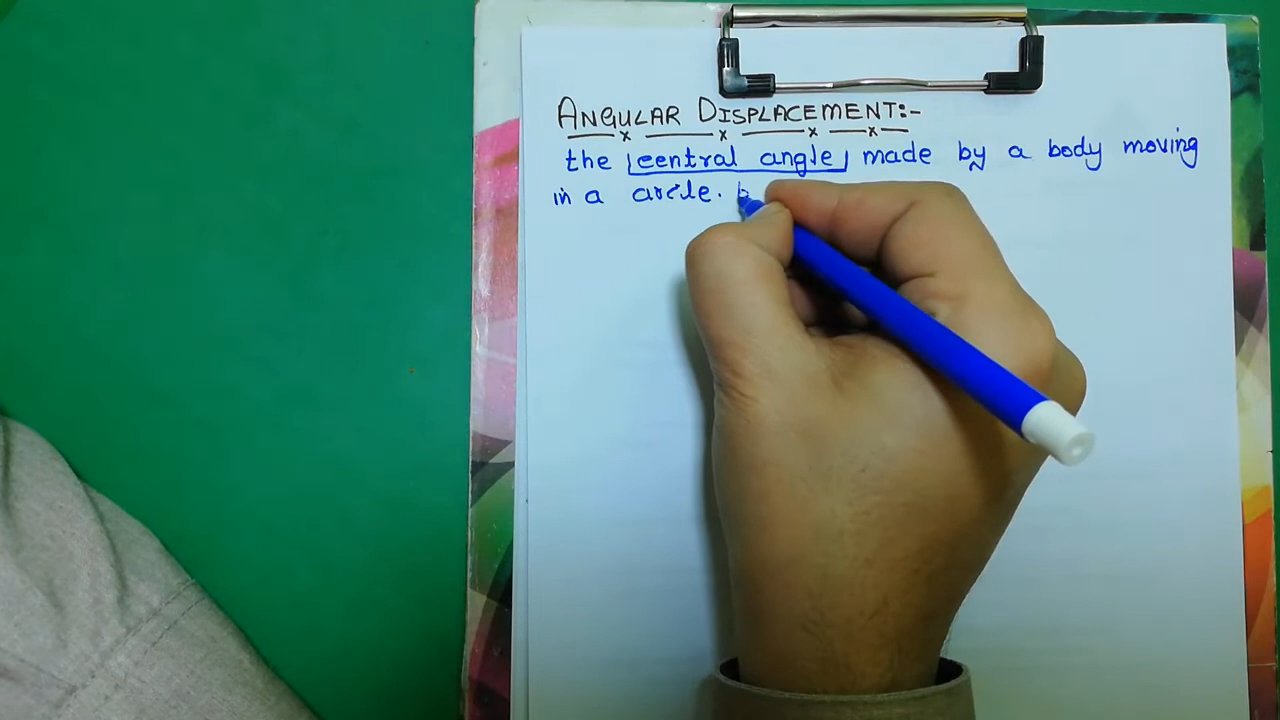 ANGULAR DISPLACEMENT:-
the central angle made by a body moving
in a circle.